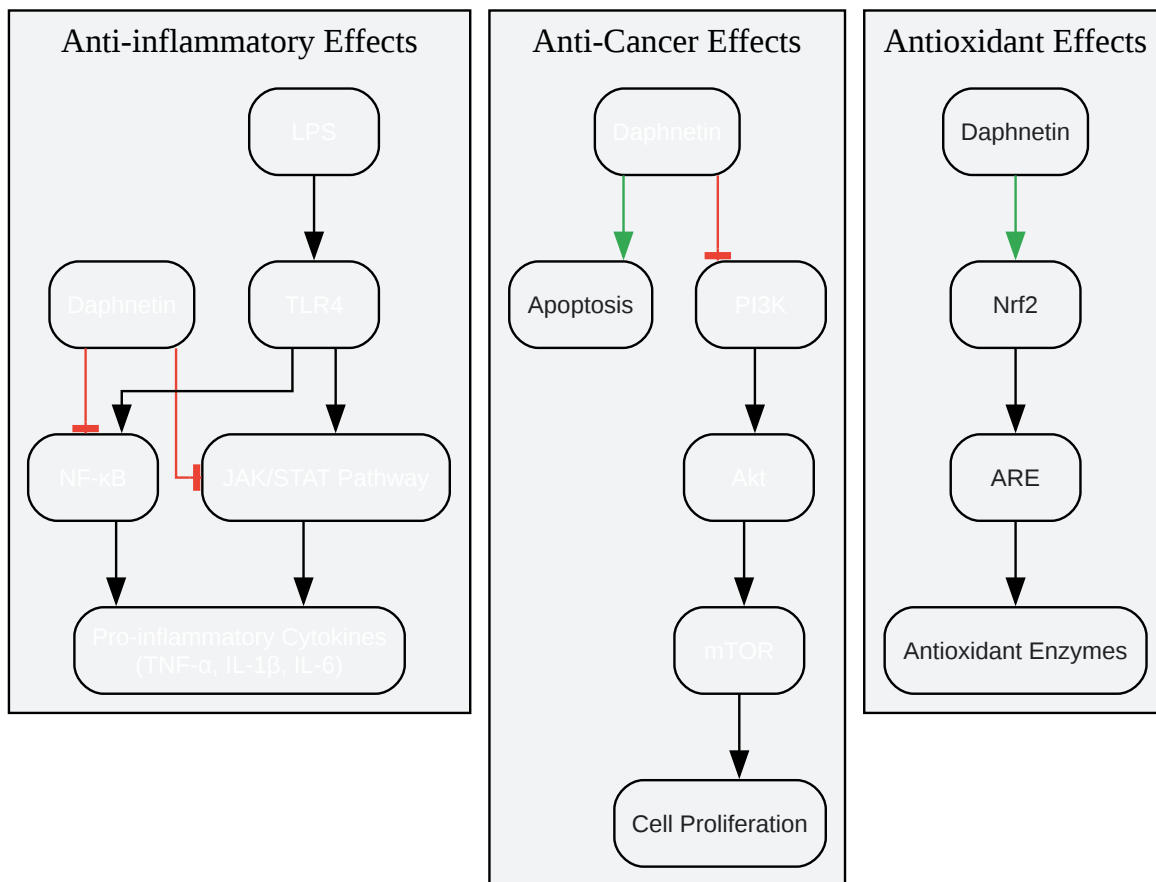 Anti-inflammatory Effects
LPS
Daphnetin
TLR4
NF-κB
JAK/STAT Pathway
Pro-inflammatory Cytokines
(TNF-α, IL-1β, IL-6)
Anti-Cancer Effects
Daphnetin
Apoptosis
PI3K
Akt
mTOR
Cell Proliferation
Antioxidant Effects
Daphnetin
Nrf2
ARE
Antioxidant Enzymes